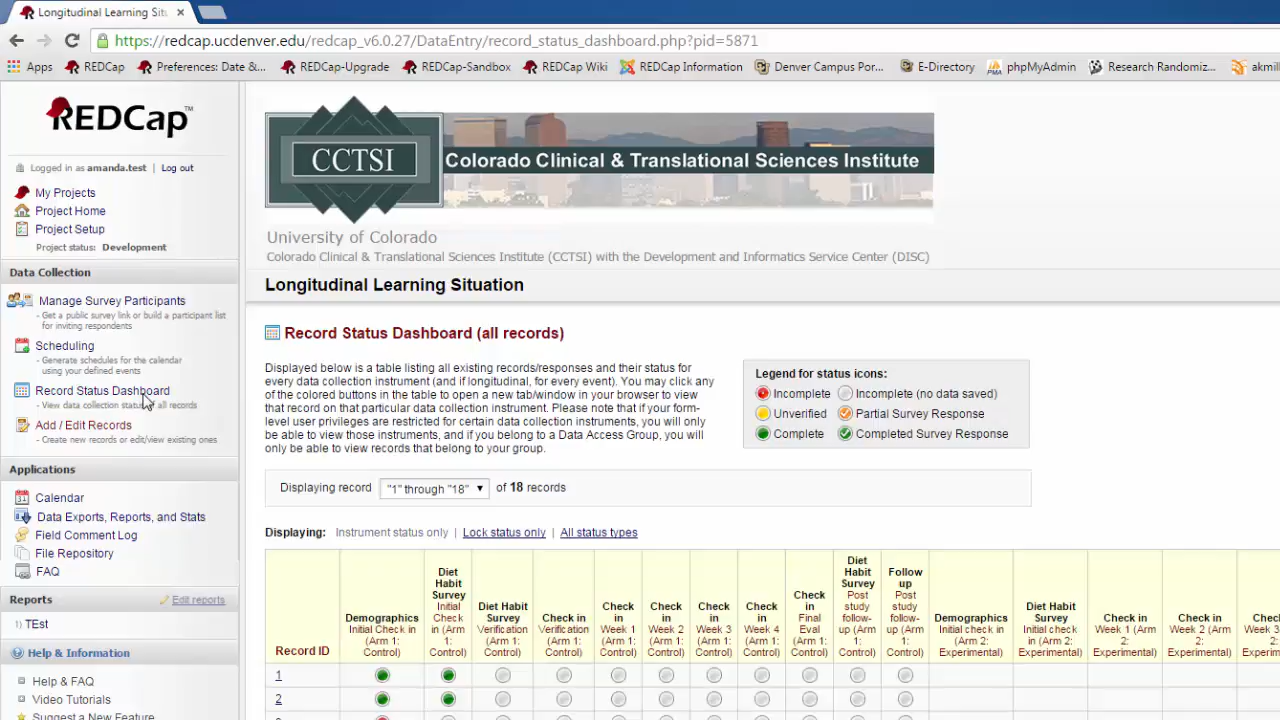 Longitudinal Learning Sit
https://redcap.ucdenver.edu/redcap_v6.0.27/DataEntry/record_status_dashboard.php?pid=5871
Apps REDCap Preferences: Date &... REDCap-Upgrade REDCap-Sandbox REDCap Wiki REDCap Information Denver Campus Por... E-Directory phpMyAdmin Research Randomiz... akmill
REDCap™
Logged in as amanda.test | Log out
My Projects
Project Home
Project Setup
Project status: Development
Data Collection
Manage Survey Participants
- Get a public survey link or build a participant list
for inviting respondents
Scheduling
- Generate schedules for the calendar
using your defined events
Record Status Dashboard
- View data collection status of all records
Add / Edit Records
- Create new records or edit/view existing ones
Applications
Calendar
Data Exports, Reports, and Stats
Field Comment Log
File Repository
FAQ
Reports Edit reports
1) TEst
Help & Information
Help & FAQ
Video Tutorials
Suggest a New Feature
CCTSI Colorado Clinical & Translational Sciences Institute
University of Colorado
Colorado Clinical & Translational Sciences Institute (CCTSI) with the Development and Informatics Service Center (DISC)
Longitudinal Learning Situation
Record Status Dashboard (all records)
Displayed below is a table listing all existing records/responses and their status for
every data collection instrument (and if longitudinal, for every event). You may click any
of the colored buttons in the table to open a new tab/window in your browser to view
that record on that particular data collection instrument. Please note that if your form-
level user privileges are restricted for certain data collection instruments, you will only
be able to view those instruments, and if you belong to a Data Access Group, you will
only be able to view records that belong to your group.
Legend for status icons:
Incomplete Incomplete (no data saved)
Unverified Partial Survey Response
Complete Completed Survey Response
Displaying record "1" through "18" of 18 records
Displaying: Instrument status only | Lock status only | All status types
Record ID
Demographics
Initial Check in
(Arm 1:
Control)
Diet
Habit
Survey
Initial
Check
in (Arm
1:
Control)
Diet Habit
Survey
Verification
(Arm 1:
Control)
Check in
Verification
(Arm 1:
Control)
Check
in
Week 1
(Arm 1:
Control)
Check
in
Week 2
(Arm 1:
Control)
Check
in
Week 3
(Arm 1:
Control)
Check
in
Week 4
(Arm 1:
Control)
Check
in
Final
Eval
(Arm 1:
Control)
Diet
Habit
Survey
Post
study
follow-
up (Arm
1:
Control)
Follow
up
Post
study
follow-
up (Arm
1:
Control)
Demographics
Initial check in
(Arm 2:
Experimental)
Diet Habit
Survey
Initial check
in (Arm 2:
Experimental)
Check in
Week 1 (Arm
2:
Experimental)
Check in
Week 2 (Arm
2:
Experimental)
Check
Week 3
2:
Experime
1
2